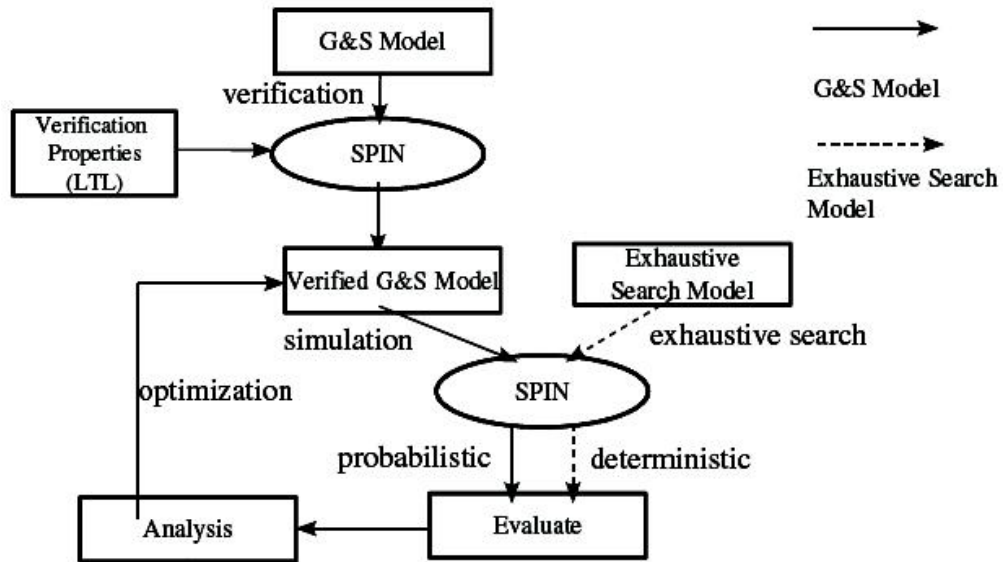 G&S Model
verification
Verification
Properties
(LTL)
SPIN
G&S Model
Exhaustive Search
Model
Verified G&S Model
Exhaustive
Search Model
simulation
exhaustive search
optimization
SPIN
probabilistic
deterministic
Analysis
Evaluate